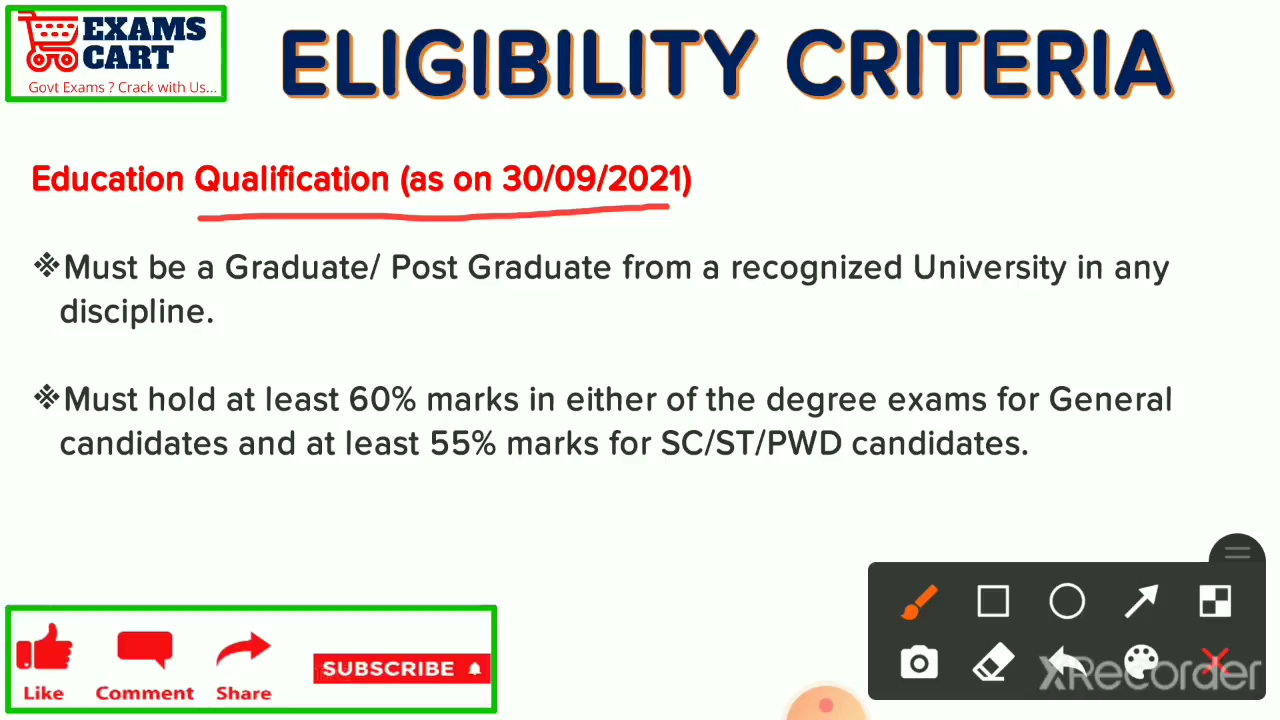 EXAMS
CART
Govt Exams ? Crack with Us...
ELIGIBILITY CRITERIA
Education Qualification (as on 30/09/2021)
❖Must be a Graduate/ Post Graduate from a recognized University in any
discipline.
❖Must hold at least 60% marks in either of the degree exams for General
candidates and at least 55% marks for SC/ST/PWD candidates.
Like
Comment
Share
SUBSCRIBE
XRecorder